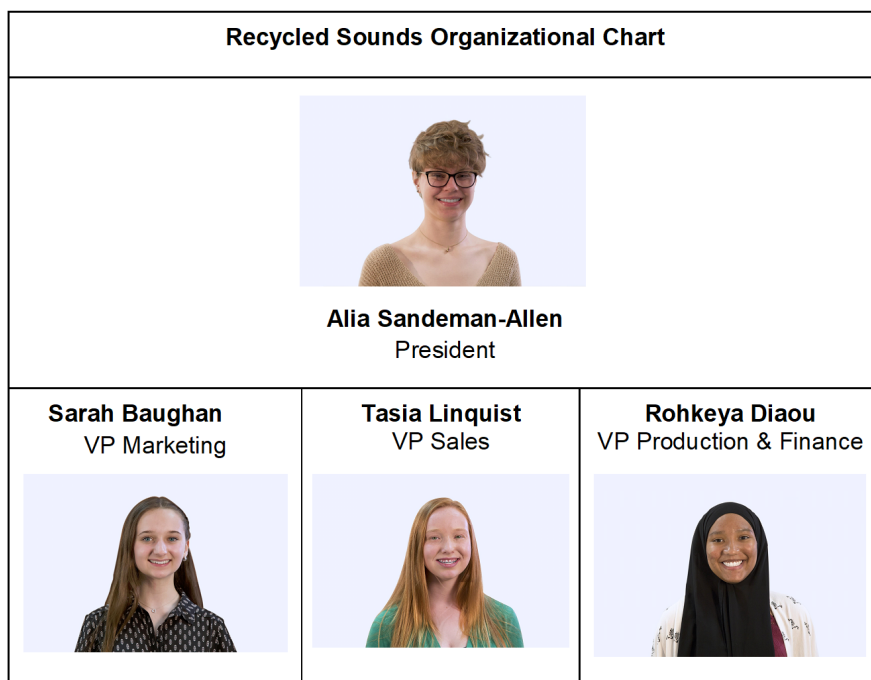 Recycled Sounds Organizational Chart
Alia Sandeman-Allen
President
Sarah Baughan
VP Marketing
Tasia Linquist
VP Sales
Rohkeya Diaou
VP Production & Finance